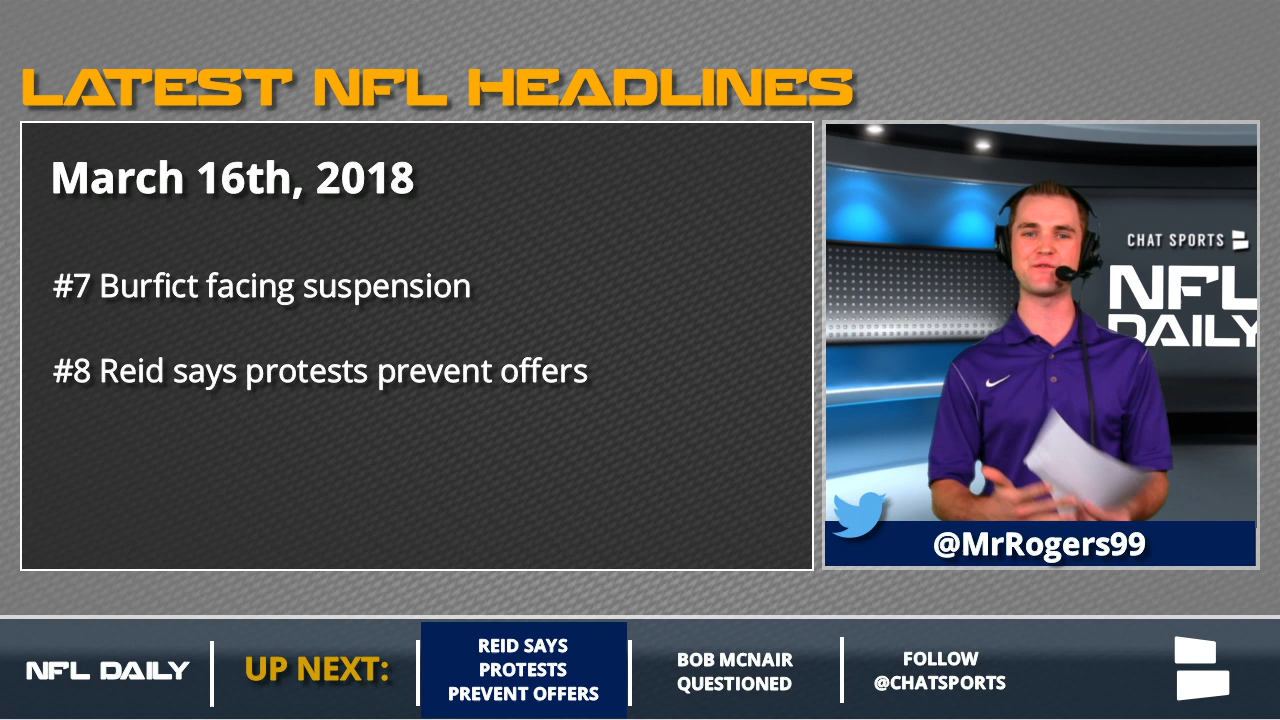 LATEST NFL HEADLINES
March 16th, 2018
#7 Burfict facing suspension
#8 Reid says protests prevent offers
CHAT SPORTS
NFL
DAILY
@MrRogers99
NFL DAILY
UP NEXT:
REID SAYS
PROTESTS
PREVENT OFFERS
BOB MCNAIR
QUESTIONED
FOLLOW
@CHATSPORTS